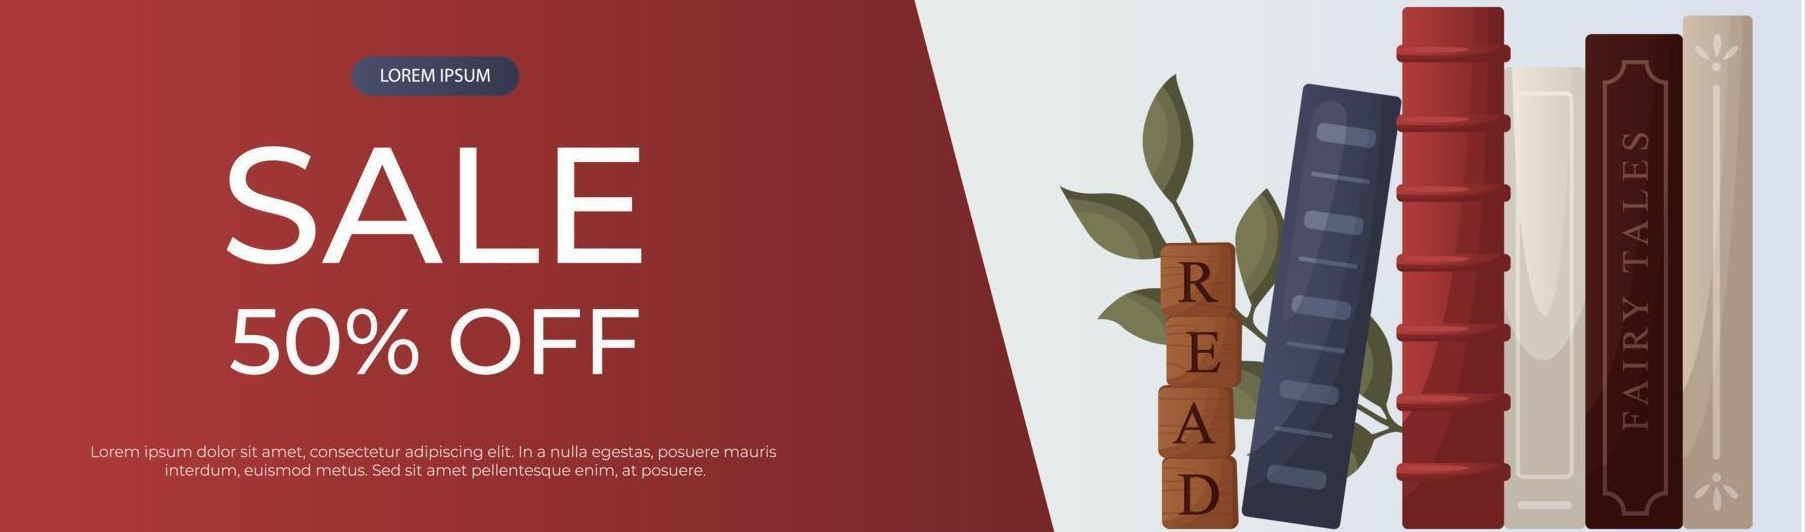 LOREM IPSUM
SALE
50% OFF
Lorem ipsum dolor sit amet, consectetur adipiscing elit. In a nulla egestas, posuere mauris
interdum, euismod metus. Sed sit amet pellentesque enim, at posuere.
R
E
A
D
FAIRY TALES